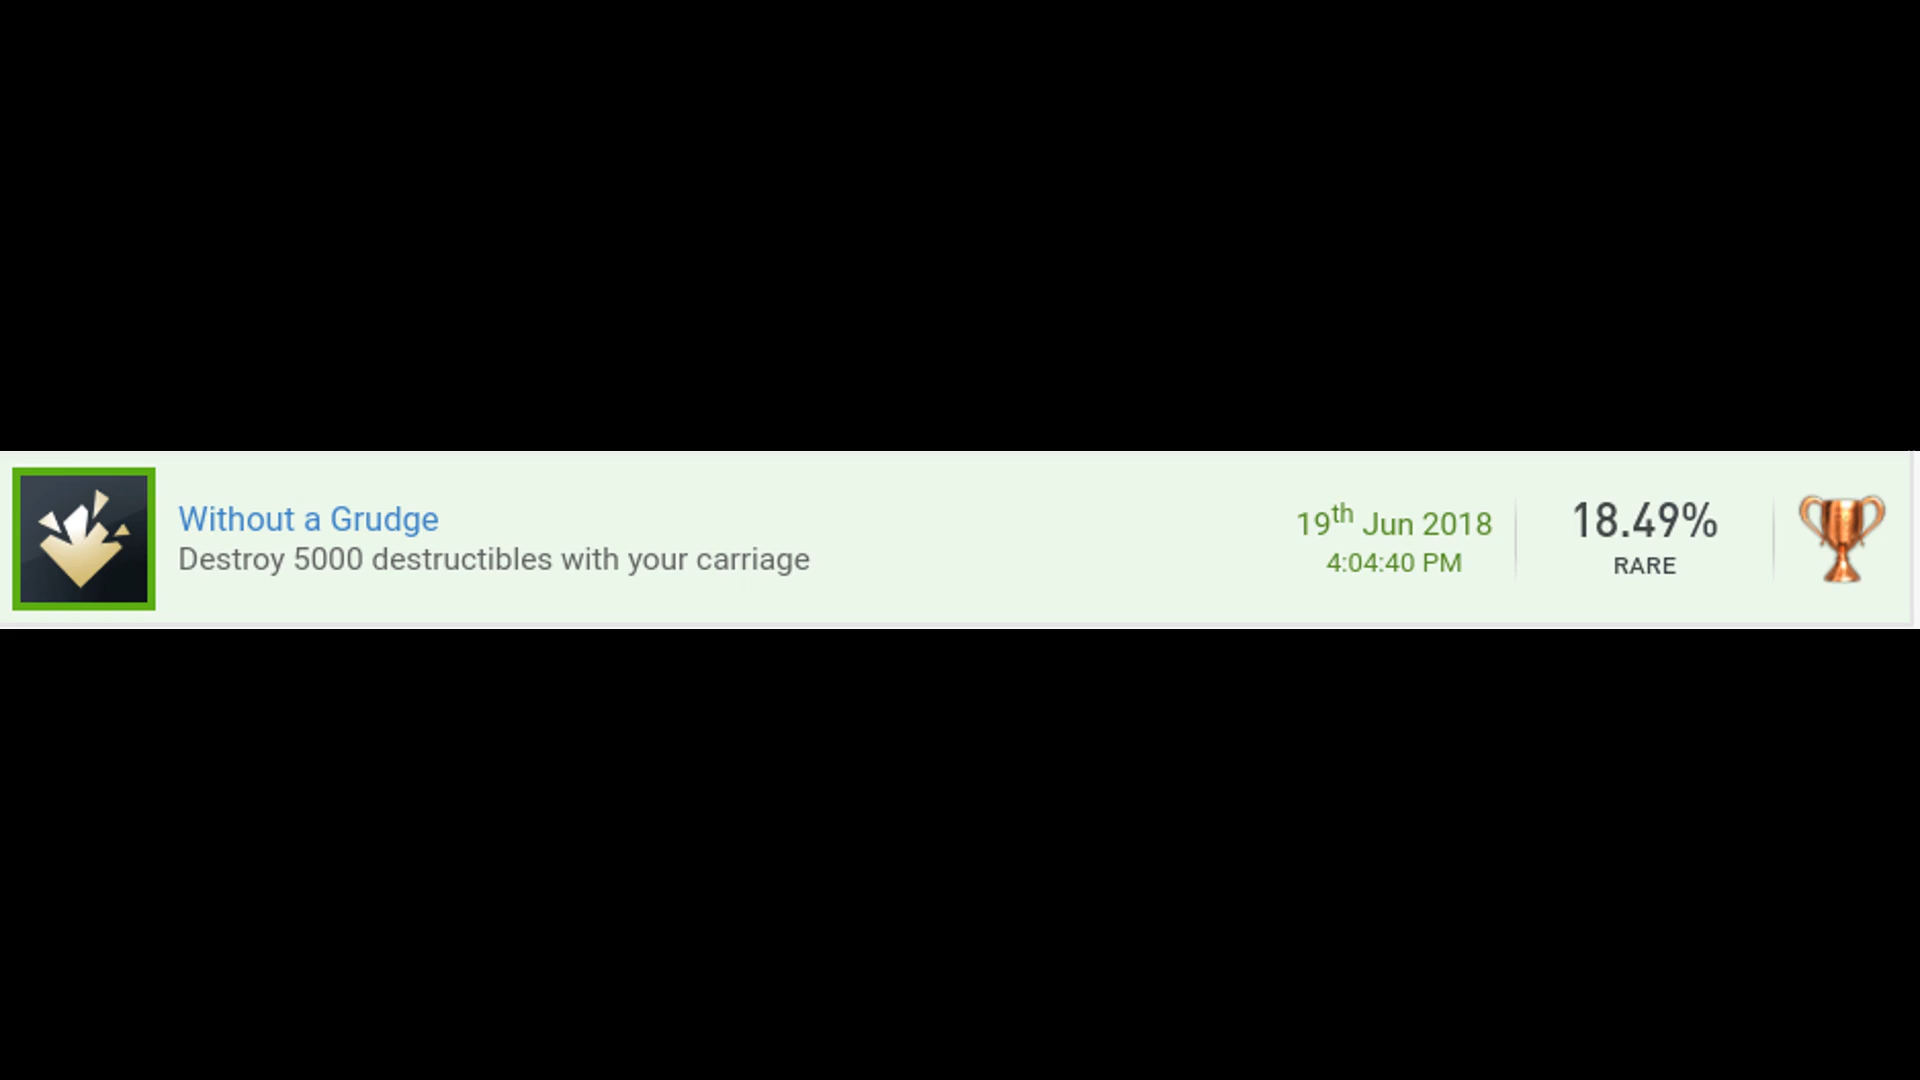 Without a Grudge
Destroy 5000 destructibles with your carriage
19th Jun 2018
4:04:40 PM
18.49%
RARE